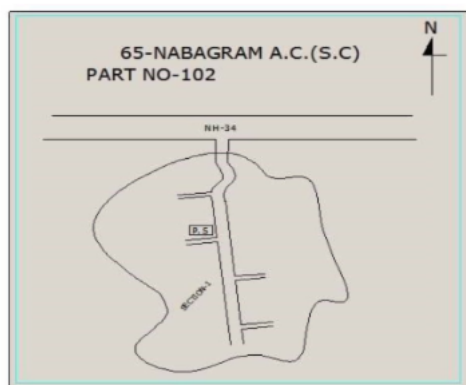 N
65-NABAGRAM A.C.(S.C)
PART NO-102
NH-34
P.S
SECTION-1